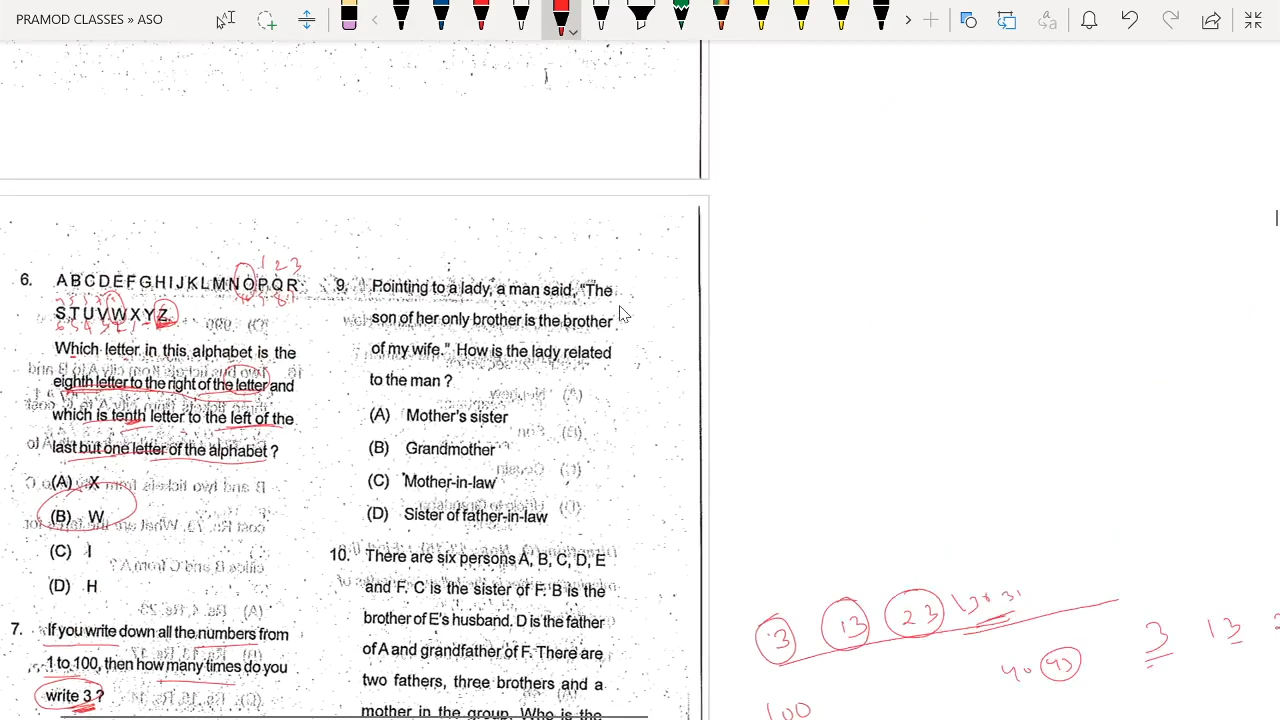 PRAMOD CLASSES » ASO
6. A B C D E F G H I J K L M N O P Q R
S T U V W X Y Z
Which letter in this alphabet is the
eighth letter to the right of the letter and
which is tenth letter to the left of the
last but one letter of the alphabet ?
(A) X
(B) W
(C) I
(D) H
7. If you write down all the numbers from
1 to 100, then how many times do you
write 3 ?
9. Pointing to a lady, a man said, “The
son of her only brother is the brother
of my wife.” How is the lady related
to the man ?
(A) Mother's sister
(B) Grandmother
(C) Mother-in-law
(D) Sister of father-in-law
10. There are six persons A, B, C, D, E
and F. C is the sister of F. B is the
brother of E's husband. D is the father
of A and grandfather of F. There are
two fathers, three brothers and a
mother in the group. Who is the
1 2 3
3 13 23
40 43
3 13
100